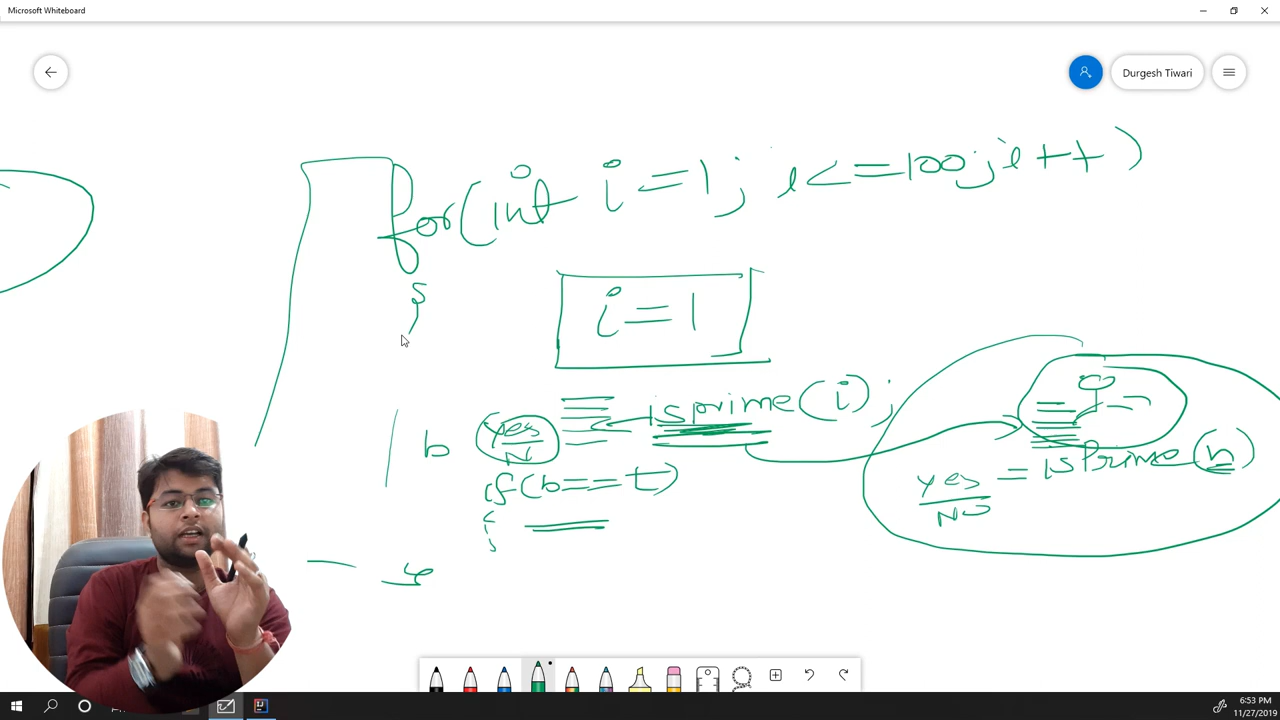 Microsoft Whiteboard
Durgesh Tiwari
for(int i=1; i<=100; i++)
{
i=1
b yes/N isprime(i);
if(b==t)
{
yes/No = isPrime(n)
6:53 PM
11/27/2019